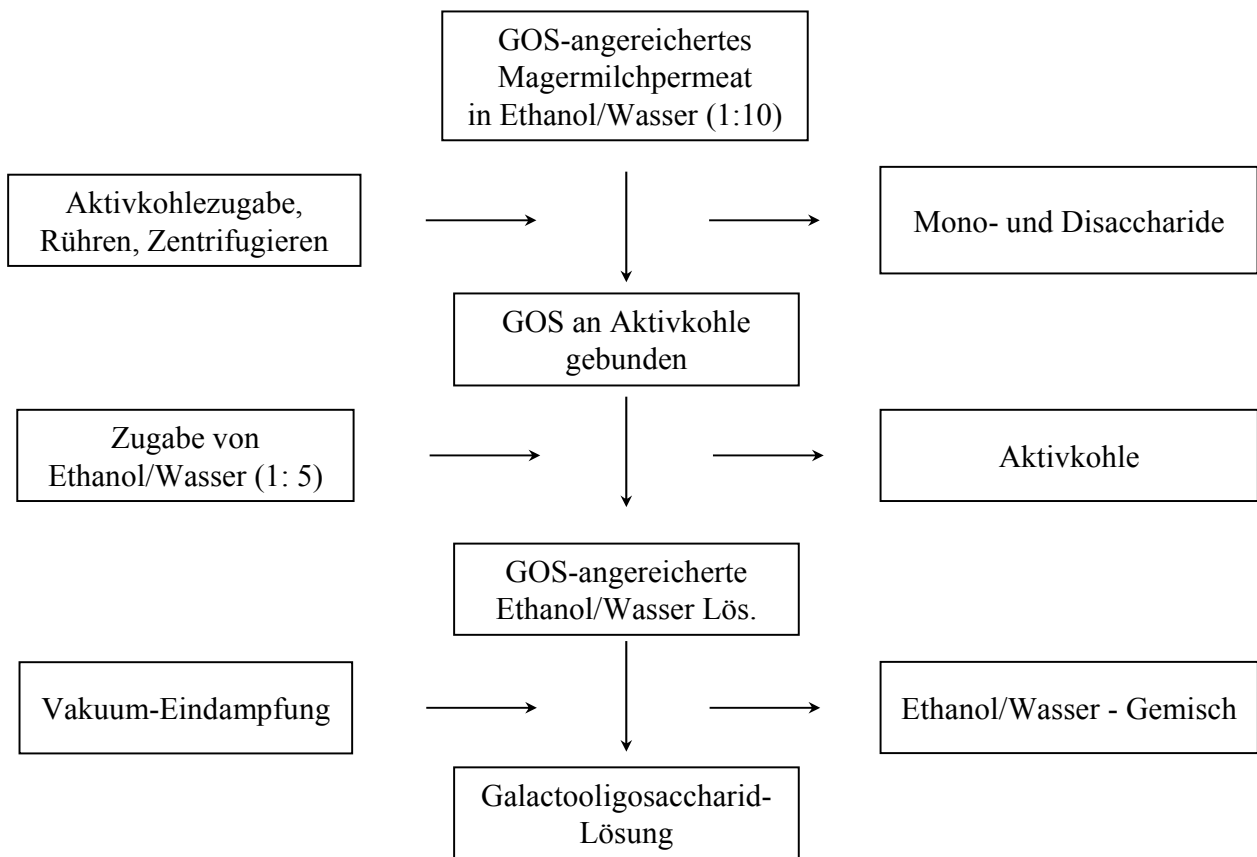 GOS-angereichertes
Magermilchpermeat
in Ethanol/Wasser (1:10)
Aktivkohlezugabe,
Rühren, Zentrifugieren
Mono- und Disaccharide
GOS an Aktivkohle
gebunden
Zugabe von
Ethanol/Wasser (1: 5)
Aktivkohle
GOS-angereicherte
Ethanol/Wasser Lös.
Vakuum-Eindampfung
Ethanol/Wasser - Gemisch
Galactooligosaccharid-
Lösung